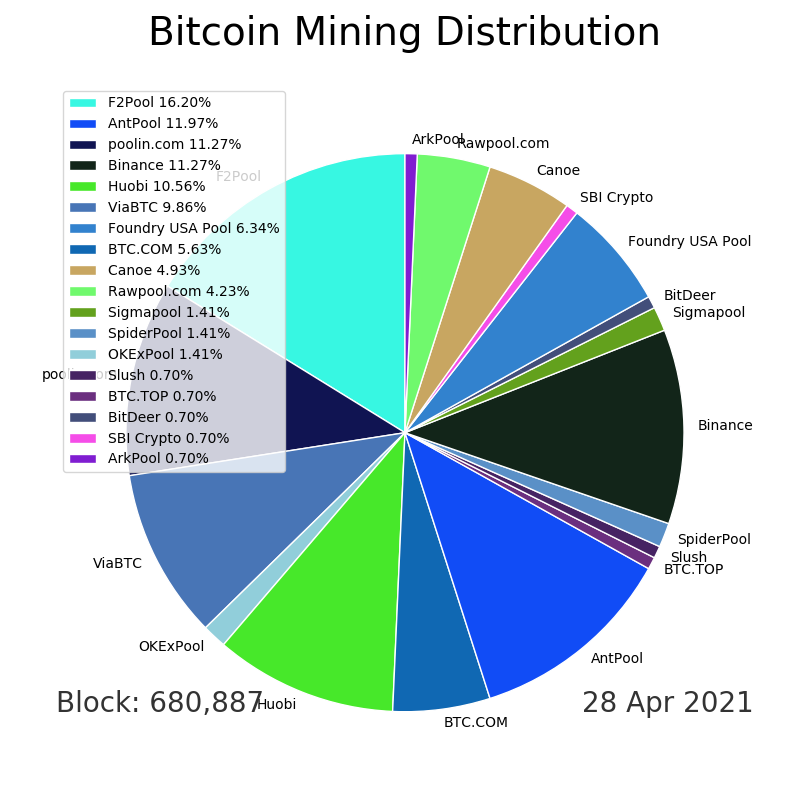 Bitcoin Mining Distribution
F2Pool 16.20%
AntPool 11.97%
poolin.com 11.27%
Binance 11.27%
Huobi 10.56%
ViaBTC 9.86%
Foundry USA Pool 6.34%
BTC.COM 5.63%
Canoe 4.93%
Rawpool.com 4.23%
Sigmapool 1.41%
SpiderPool 1.41%
OKExPool 1.41%
Slush 0.70%
BTC.TOP 0.70%
BitDeer 0.70%
SBI Crypto 0.70%
ArkPool 0.70%
ArkPool
Rawpool.com
Canoe
F2Pool
SBI Crypto
Foundry USA Pool
BitDeer
Sigmapool
poolin.com
Binance
SpiderPool
Slush
ViaBTC
BTC.TOP
OKExPool
AntPool
Block: 680,887
Huobi
28 Apr 2021
BTC.COM